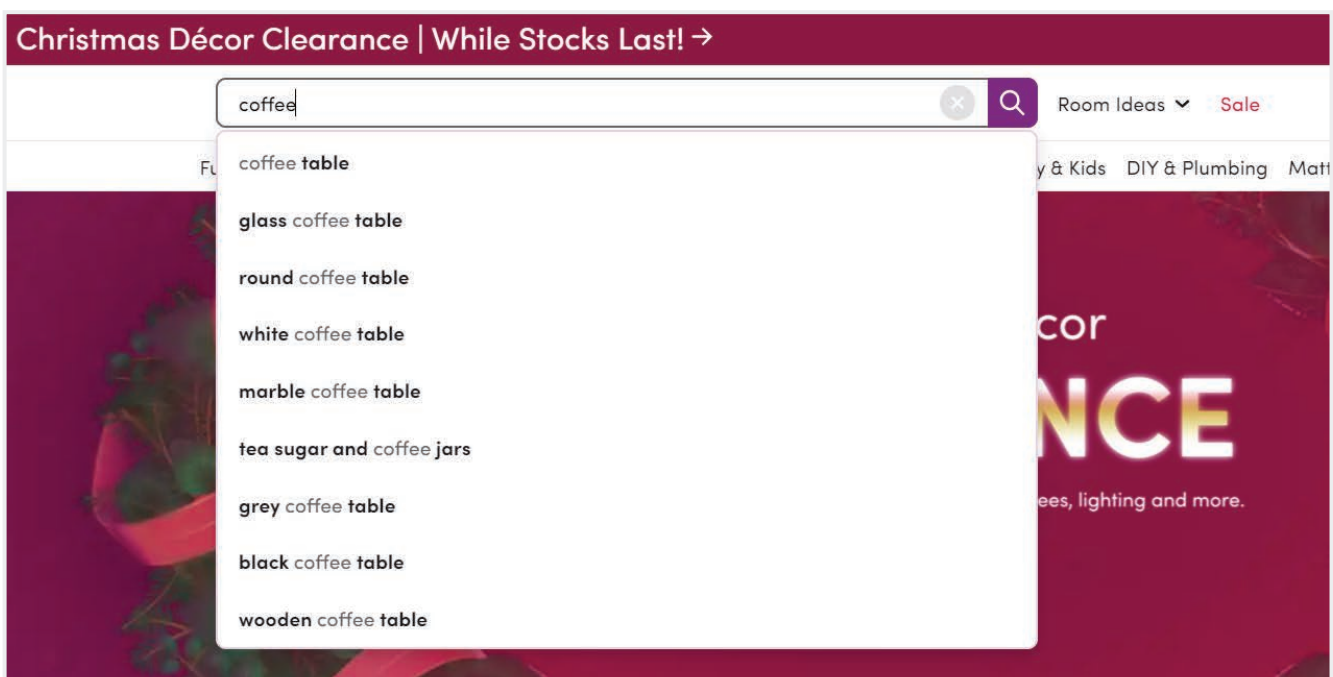 Christmas Décor Clearance | While Stocks Last! →
coffee
Room Ideas
Sale
Fu
y & Kids
DIY & Plumbing
Matt
coffee table
glass coffee table
round coffee table
white coffee table
marble coffee table
tea sugar and coffee jars
grey coffee table
black coffee table
wooden coffee table
cor
NCE
ees, lighting and more.